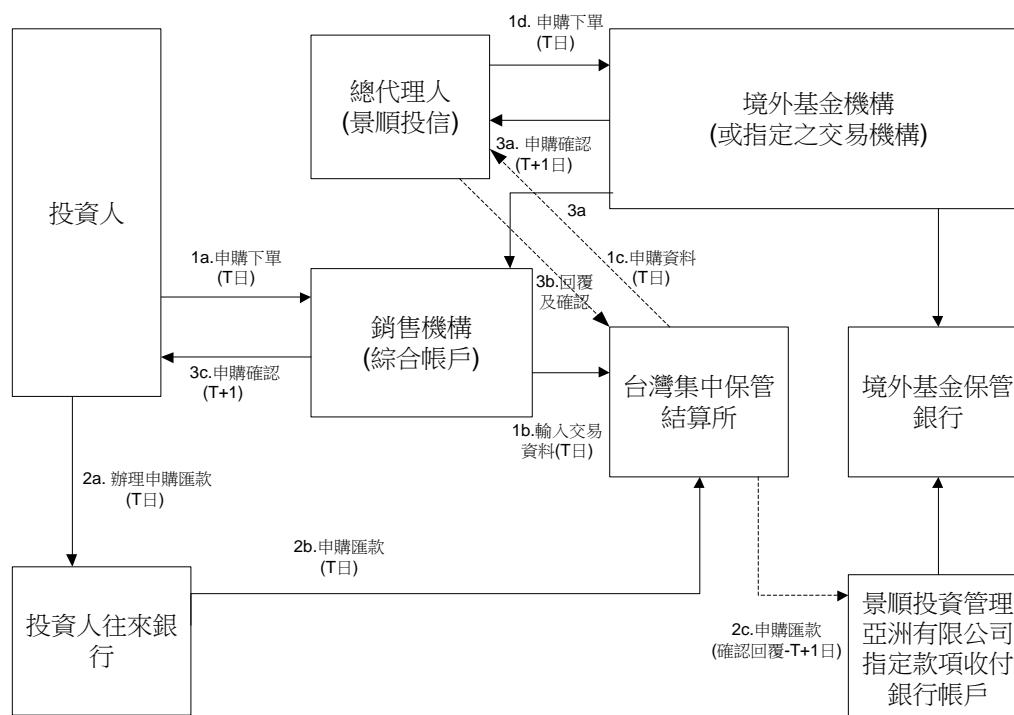 1d. 申購下單
(T日)
總代理人
(景順投信)
境外基金機構
(或指定之交易機構)
3a. 申購確認
(T+1日)
投資人
3a
1a.申購下單
(T日)
1c.申購資料
(T日)
3b.回覆
及確認
銷售機構
(綜合帳戶)
3c.申購確認
(T+1)
台灣集中保管
結算所
境外基金保管
銀行
1b.輸入交易
資料(T日)
2a. 辦理申購匯款
(T日)
2b.申購匯款
(T日)
投資人往來銀
行
2c.申購匯款
(確認回覆-T+1日)
景順投資管理
亞洲有限公司
指定款項收付
銀行帳戶